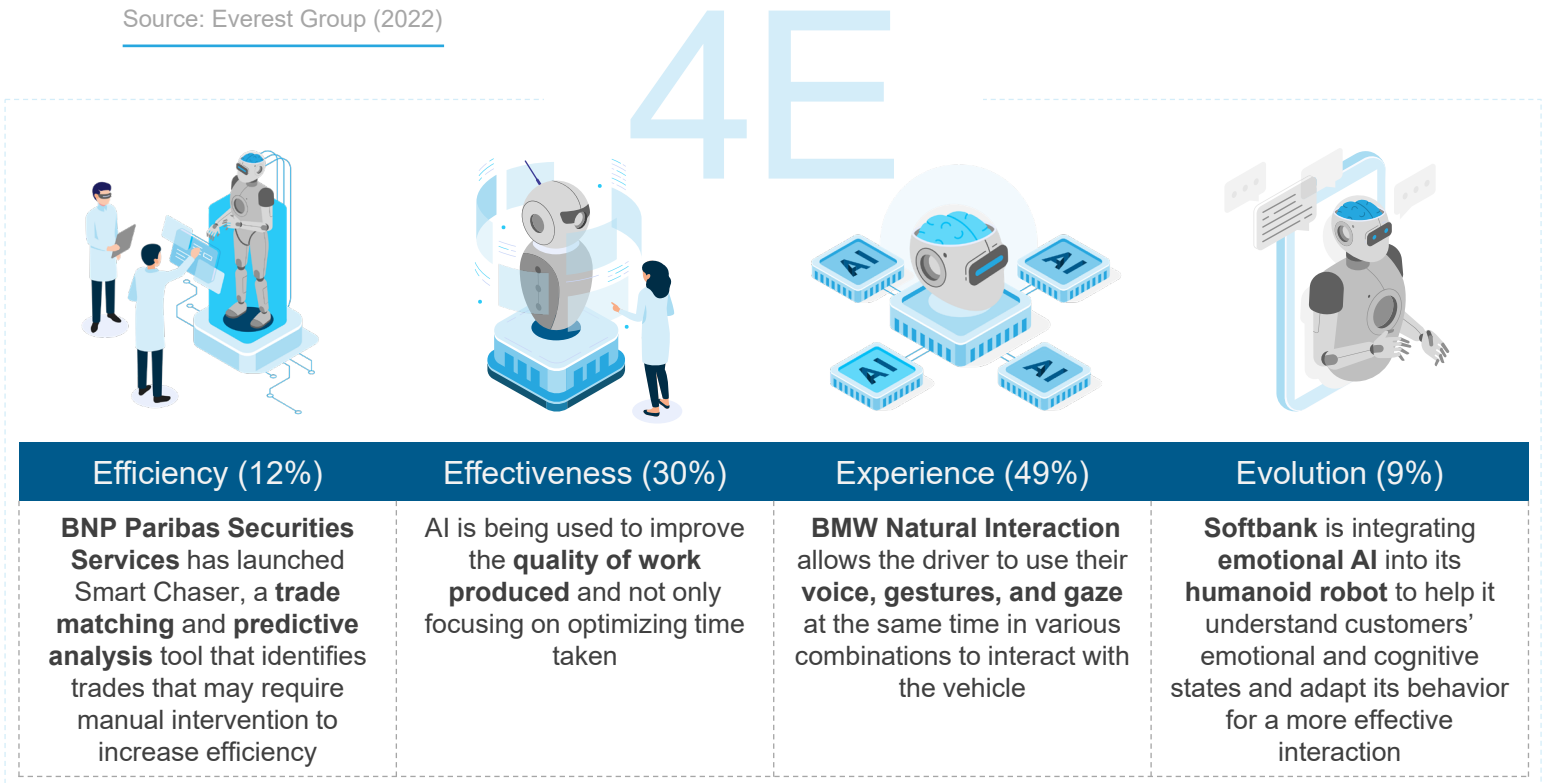 Source: Everest Group (2022)
4E
AI
AI
AI
AI
Efficiency (12%)
BNP Paribas Securities
Services has launched
Smart Chaser, a trade
matching and predictive
analysis tool that identifies
trades that may require
manual intervention to
increase efficiency
Effectiveness (30%)
AI is being used to improve
the quality of work
produced and not only
focusing on optimizing time
taken
Experience (49%)
BMW Natural Interaction
allows the driver to use their
voice, gestures, and gaze
at the same time in various
combinations to interact with
the vehicle
Evolution (9%)
Softbank is integrating
emotional AI into its
humanoid robot to help it
understand customers’
emotional and cognitive
states and adapt its behavior
for a more effective
interaction